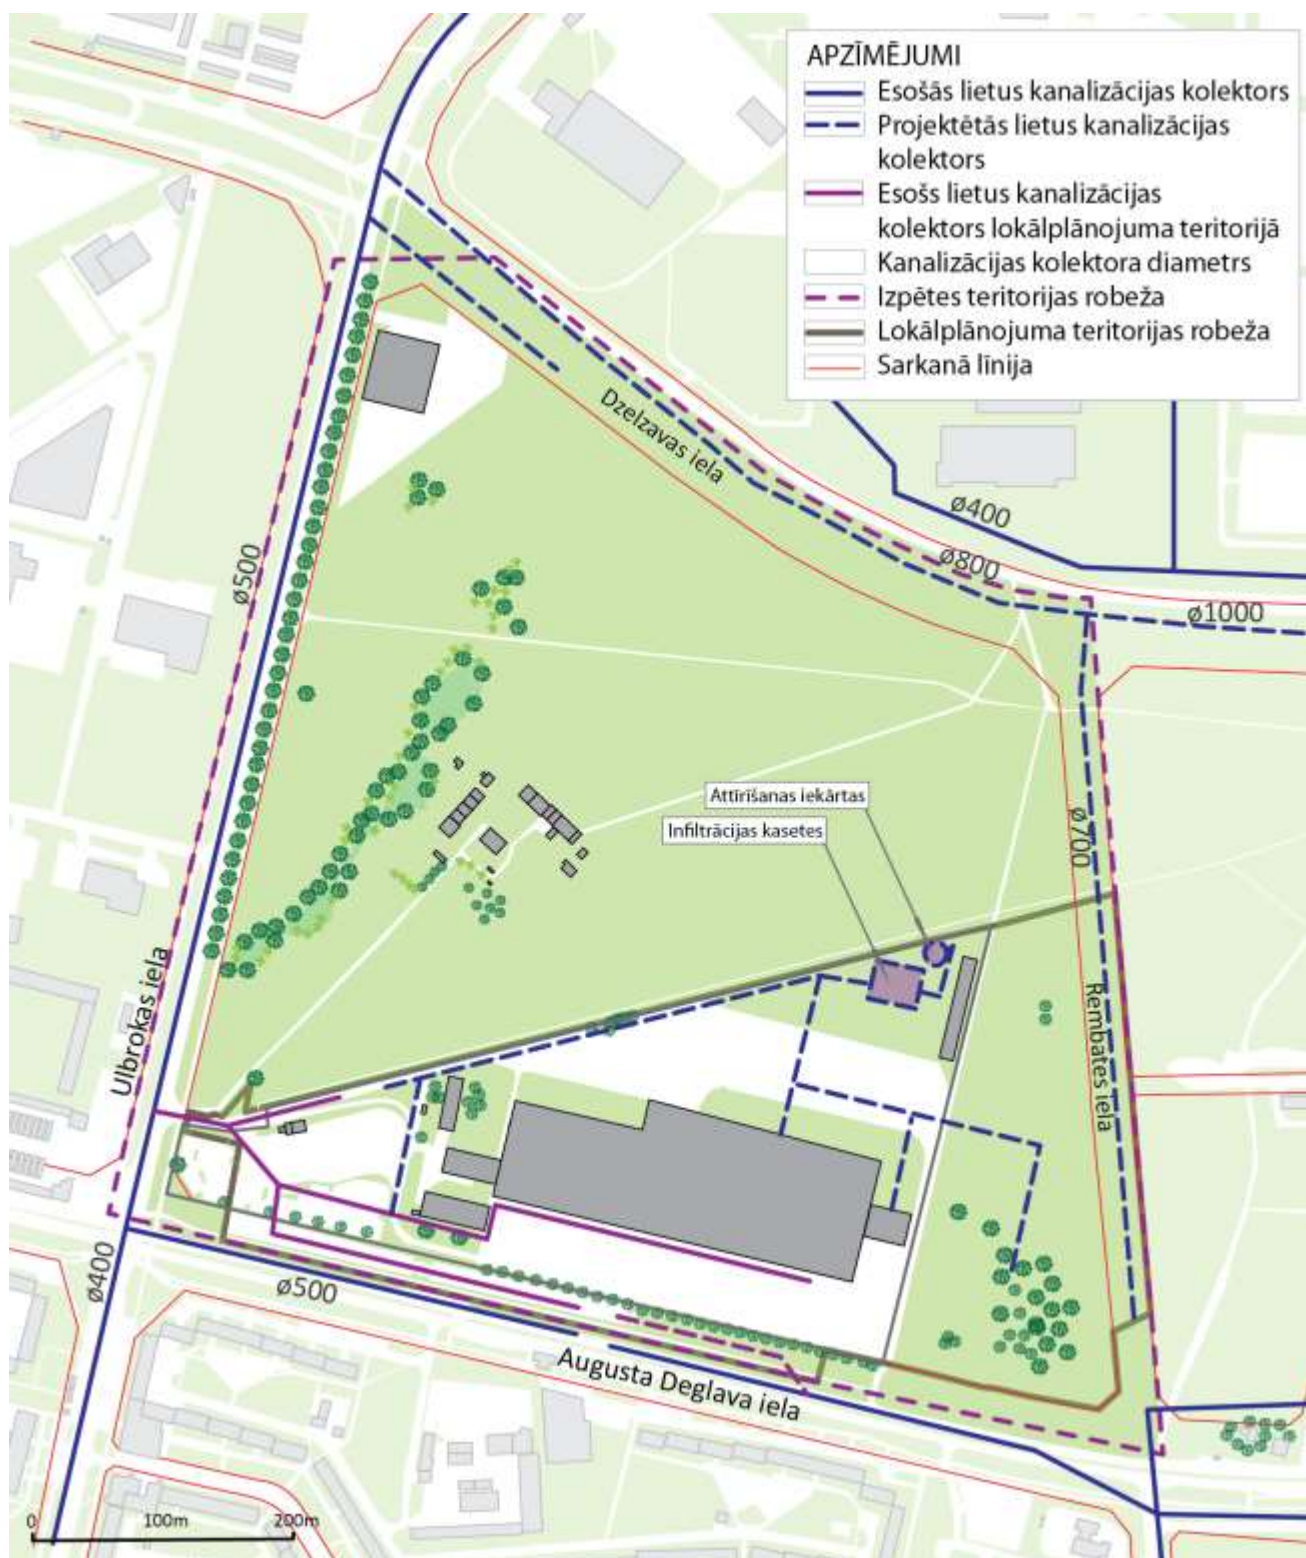 APZĪMĒJUMI
Esošās lietus kanalizācijas kolektors
Projektētās lietus kanalizācijas
kolektors
Esošs lietus kanalizācijas
kolektors lokālplānojuma teritorijā
Kanalizācijas kolektora diametrs
Izpētes teritorijas robeža
Lokālplānojuma teritorijas robeža
Sarkanā līnija
Dzelzavas iela
ø400
ø500
ø800
ø1000
Attīrīšanas iekārtas
Infiltrācijas kasetes
ø700
Ulbrokas iela
Rembates iela
ø400
ø500
Augusta Deglava iela
0 100m 200m